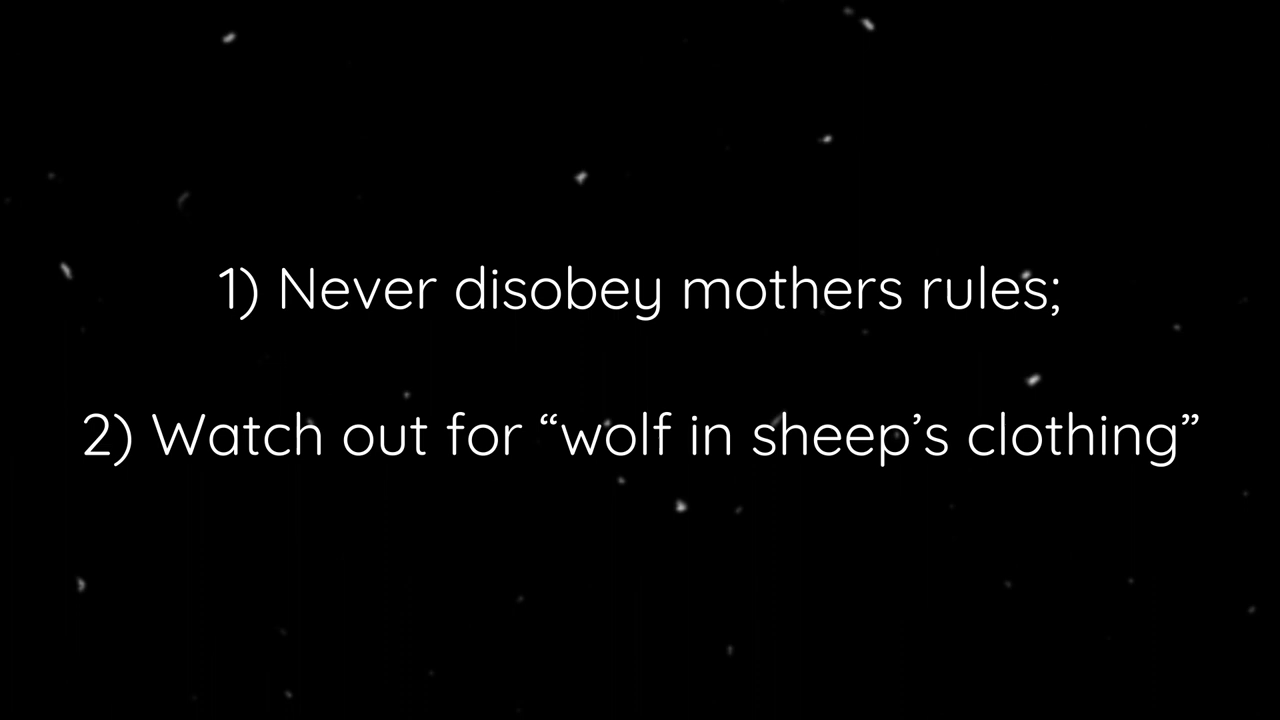 1) Never disobey mothers rules;
2) Watch out for “wolf in sheep’s clothing”